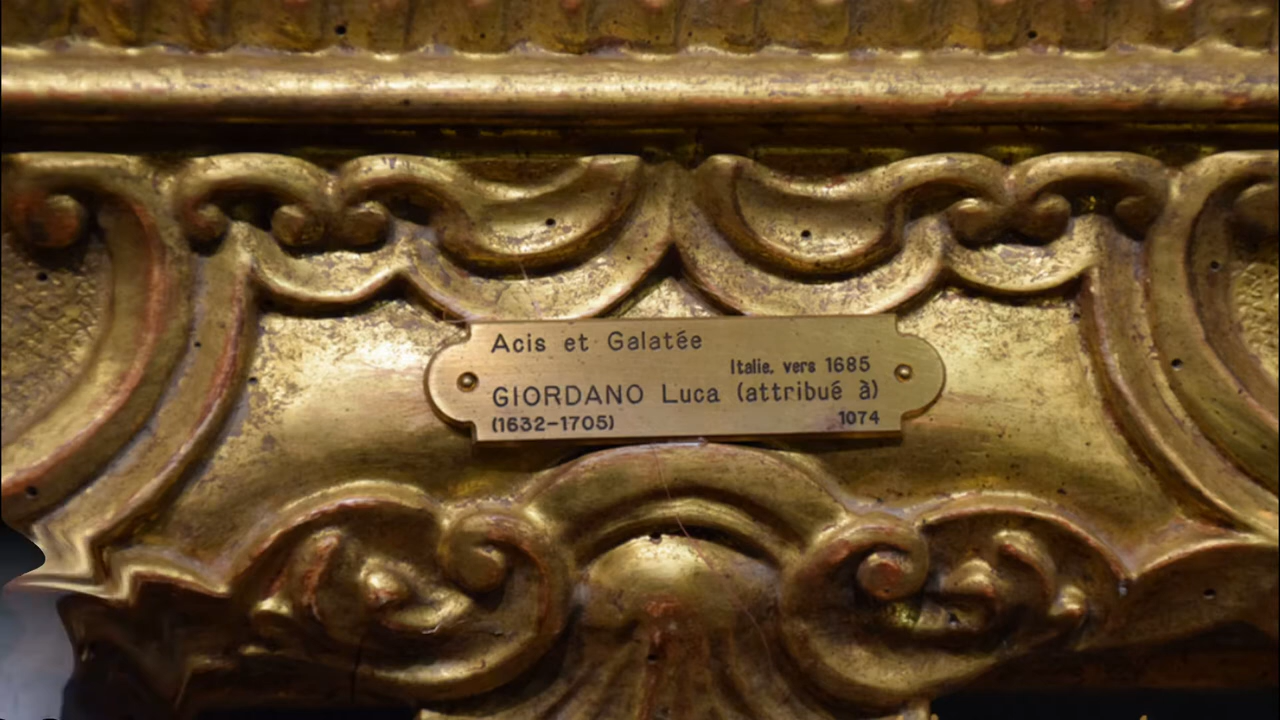 Acis et Galatée
Italie, vers 1685
GIORDANO Luca (attribué à)
(1632-1705) 1074